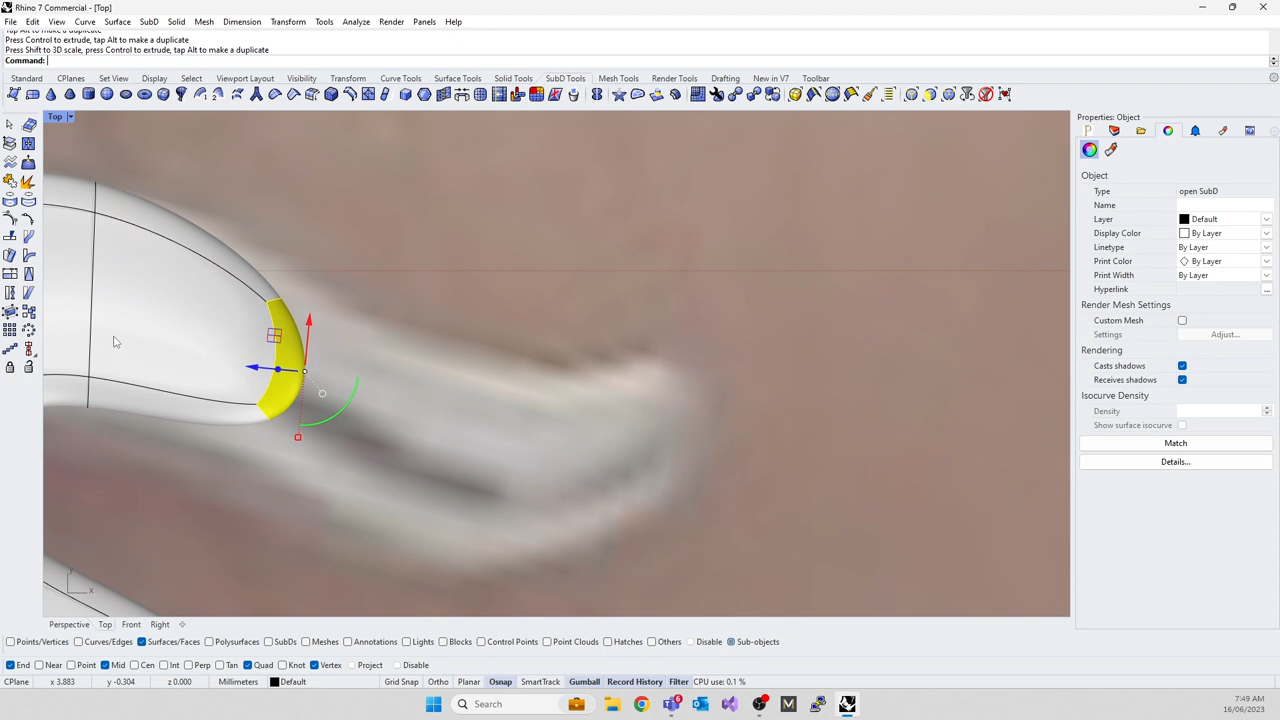 Rhino 7 Commercial - [Top]
File Edit View Curve Surface SubD Solid Mesh Dimension Transform Tools Analyze Render Panels Help
Press Control to extrude, tap Alt to make a duplicate
Press Shift to 3D scale, press Control to extrude, tap Alt to make a duplicate
Command:
Standard CPlanes Set View Display Select Viewport Layout Visibility Transform Curve Tools Surface Tools Solid Tools SubD Tools Mesh Tools Render Tools Drafting New in V7 Toolbar
Top
Properties: Object
Object
Type open SubD
Name
Layer Default
Display Color By Layer
Linetype By Layer
Print Color By Layer
Print Width By Layer
Hyperlink ...
Render Mesh Settings
Custom Mesh
Settings Adjust...
Rendering
Casts shadows
Receives shadows
Isocurve Density
Density
Show surface isocurve
Match
Details...
y
x
Perspective Top Front Right
Points/Vertices Curves/Edges Surfaces/Faces Polysurfaces SubDs Meshes Annotations Lights Blocks Control Points Point Clouds Hatches Others Disable Sub-objects
End Near Point Mid Cen Int Perp Tan Quad Knot Vertex Project Disable
CPlane x 3.883 y -0.304 z 0.000 Millimeters Default Grid Snap Ortho Planar Osnap SmartTrack Gumball Record History Filter CPU use: 0.1 %
Search
6
M
7:49 AM
16/06/2023